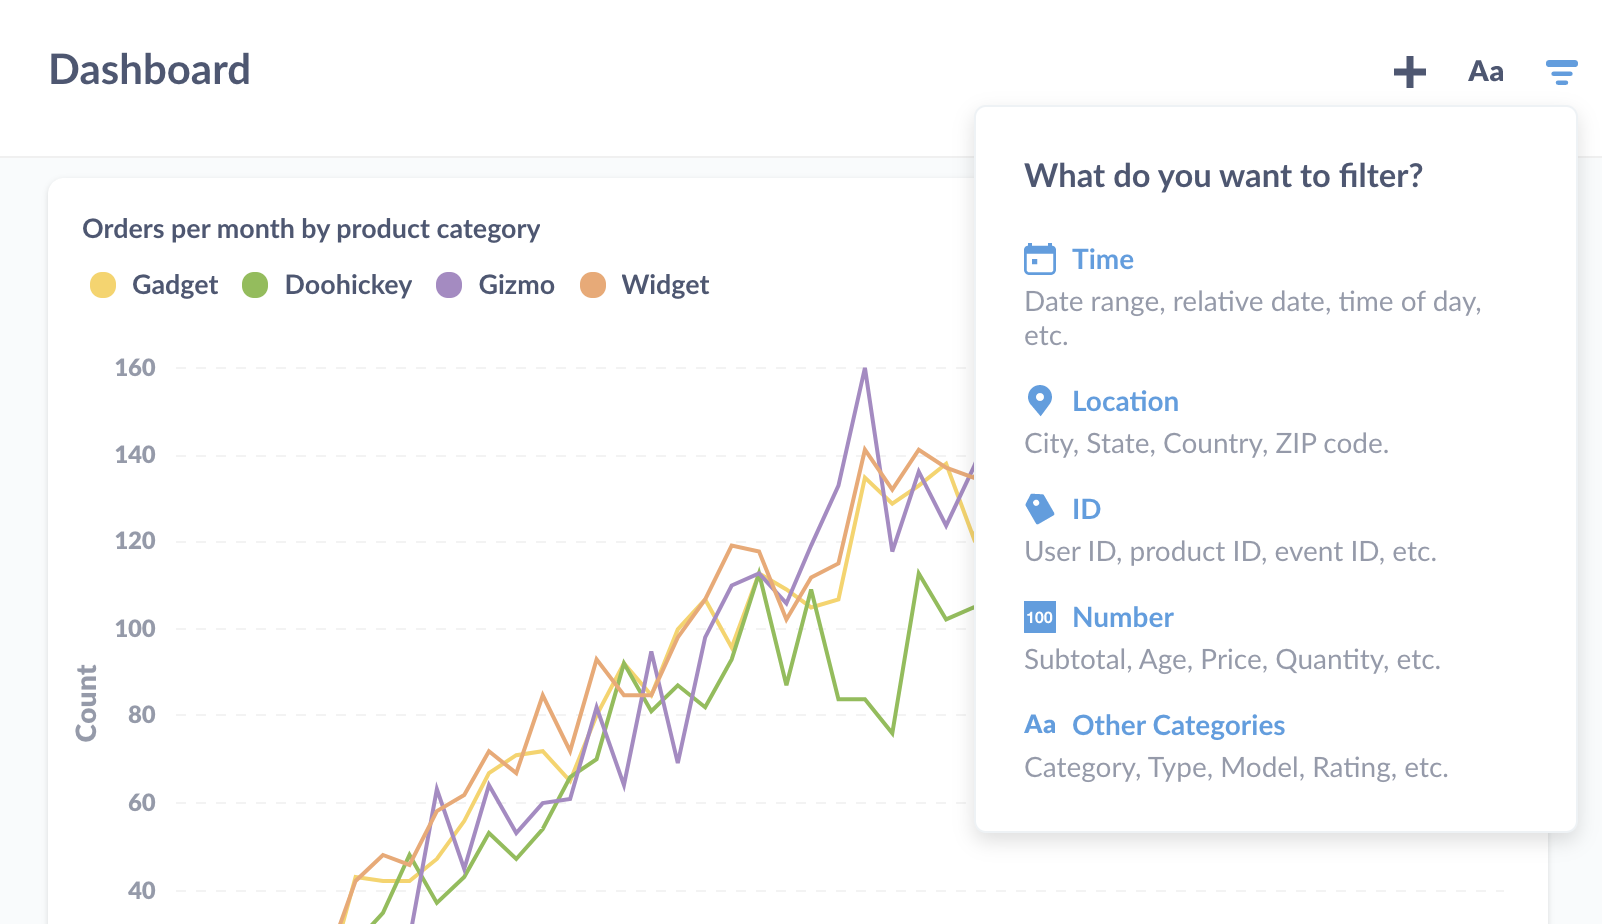 Dashboard
Aa
What do you want to filter?
Time
Date range, relative date, time of day,
etc.
Location
City, State, Country, ZIP code.
ID
User ID, product ID, event ID, etc.
100 Number
Subtotal, Age, Price, Quantity, etc.
Aa Other Categories
Category, Type, Model, Rating, etc.
Orders per month by product category
Gadget Doohickey Gizmo Widget
160
140
120
100
80
60
40
Count